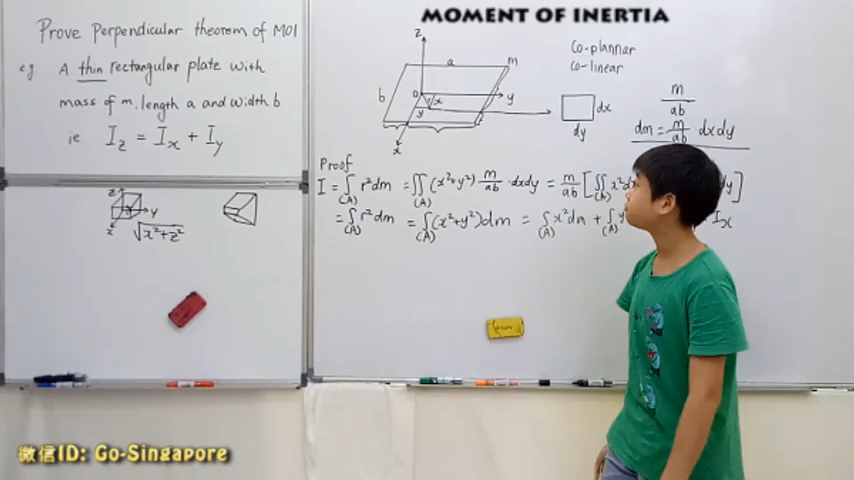 MOMENT OF INERTIA
Prove Perpendicular theorem of MOI
e.g. A thin rectangular plate with
mass of m, length a and width b
ie I_z = I_x + I_y
z
y
x
√x²+z²
z
a
m
b
O
x
y
y
x
Co-plannar
Co-linear
dx
dy
m/ab
dm = m/ab dxdy
Proof
I = ∫(A) r²dm = ∬(A) (x²+y²) m/ab · dxdy = m/ab [∬(A) x²d
= ∫(A) r²dm = ∫(A) (x²+y²)dm = ∫(A) x²dm + ∫(A) y
I_x
微信ID: Go-Singapore